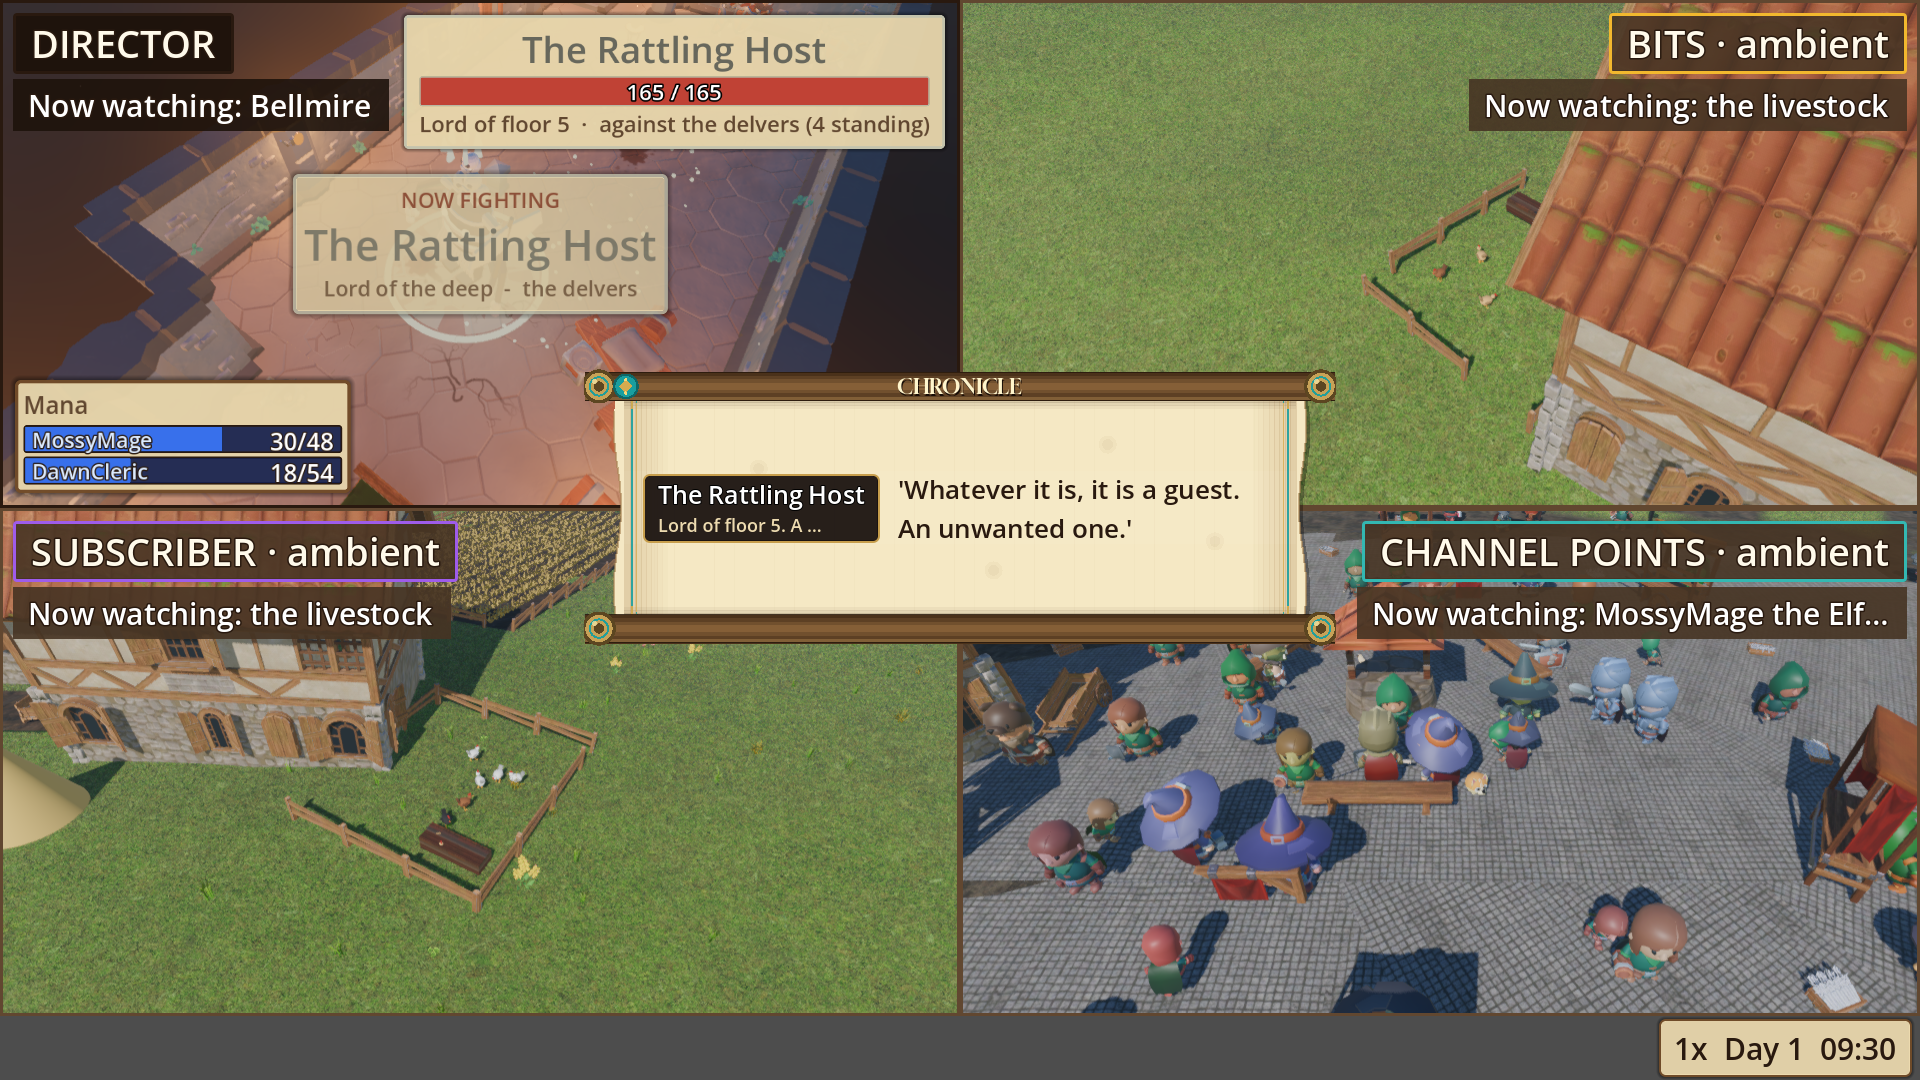 DIRECTOR
Now watching: Bellmire
The Rattling Host
165 / 165
Lord of floor 5 · against the delvers (4 standing)
NOW FIGHTING
The Rattling Host
Lord of the deep - the delvers
Mana
MossyMage 30/48
DawnCleric 18/54
BITS · ambient
Now watching: the livestock
CHRONICLE
The Rattling Host
Lord of floor 5. A ...
'Whatever it is, it is a guest.
An unwanted one.'
SUBSCRIBER · ambient
Now watching: the livestock
CHANNEL POINTS · ambient
Now watching: MossyMage the Elf...
1x Day 1 09:30